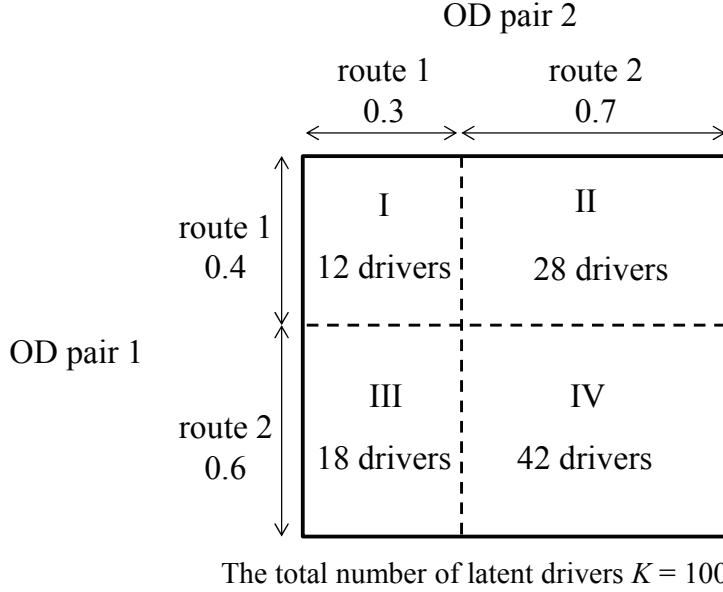 OD pair 2
route 1
0.3
route 2
0.7
OD pair 1
route 1
0.4
route 2
0.6
I
12 drivers
II
28 drivers
III
18 drivers
IV
42 drivers
The total number of latent drivers K = 100